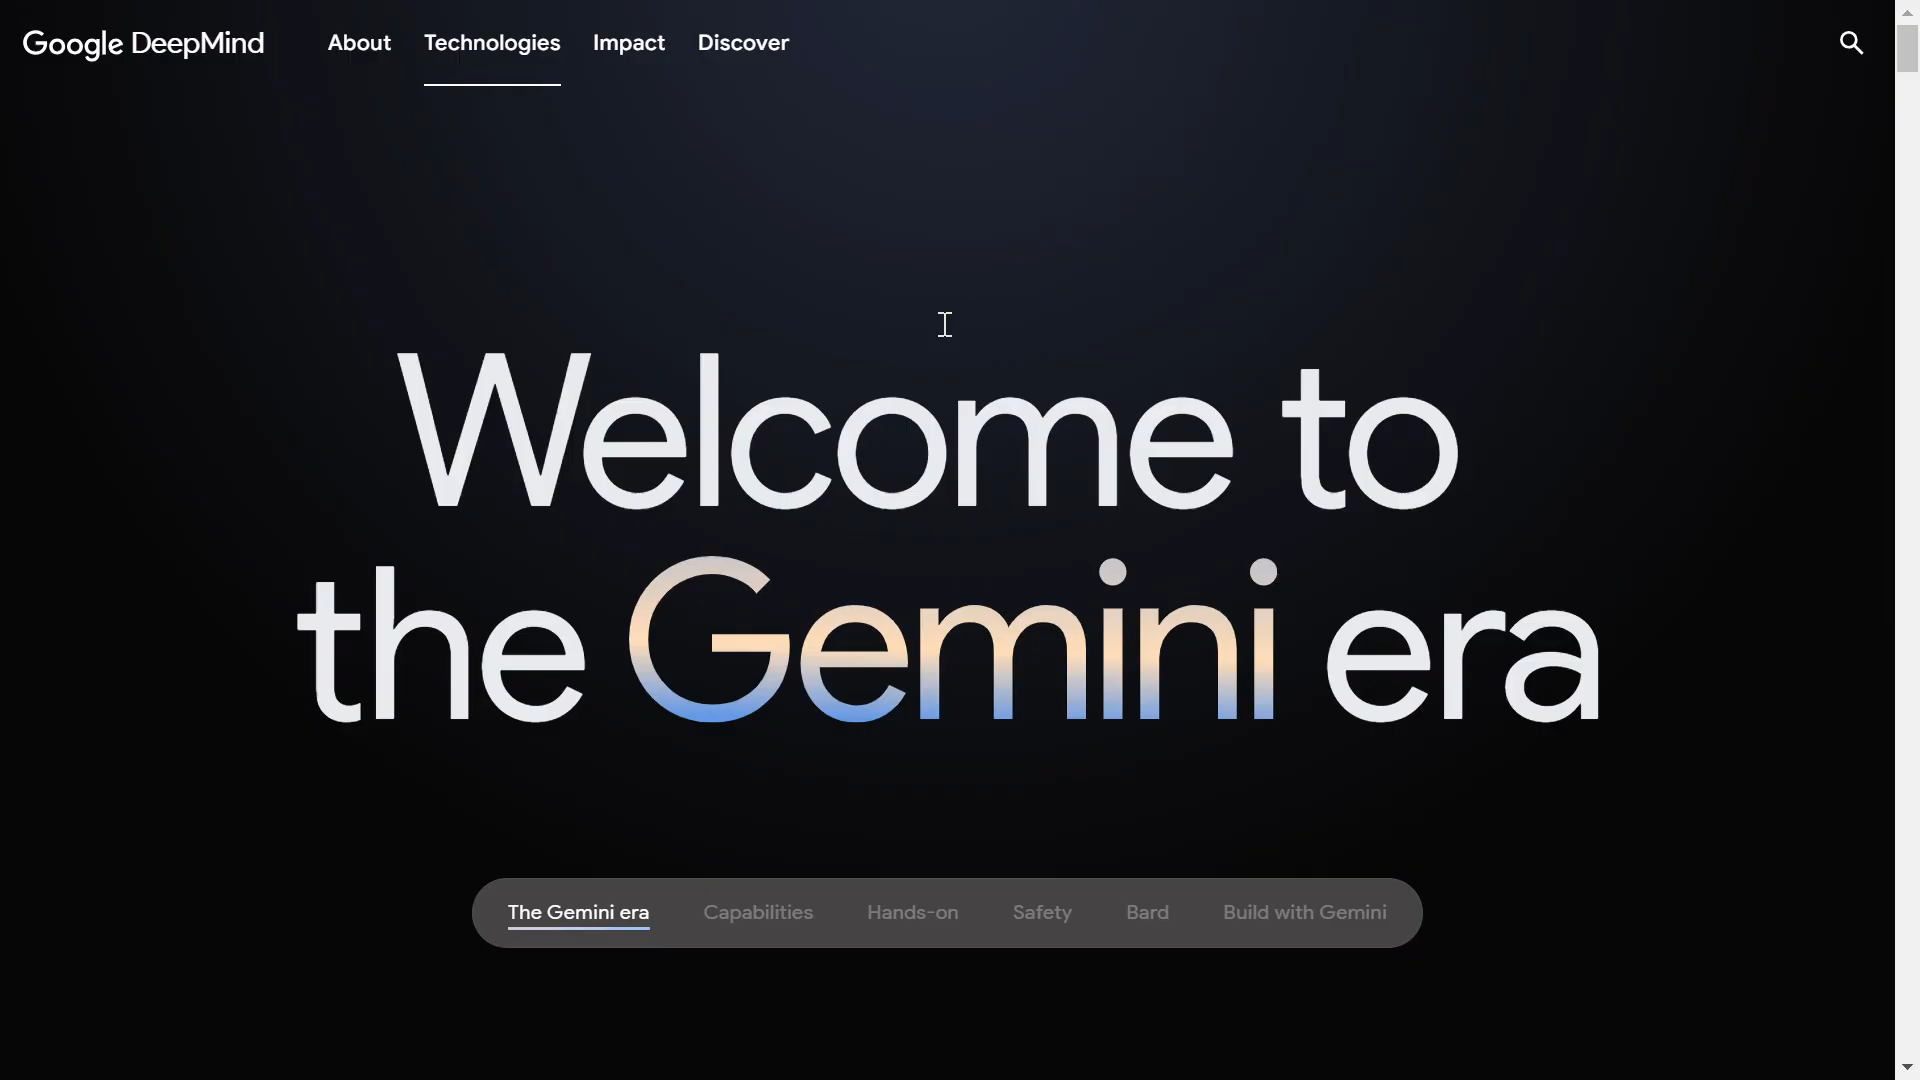 Google DeepMind About Technologies Impact Discover
Welcome to
the Gemini era
The Gemini era Capabilities Hands-on Safety Bard Build with Gemini